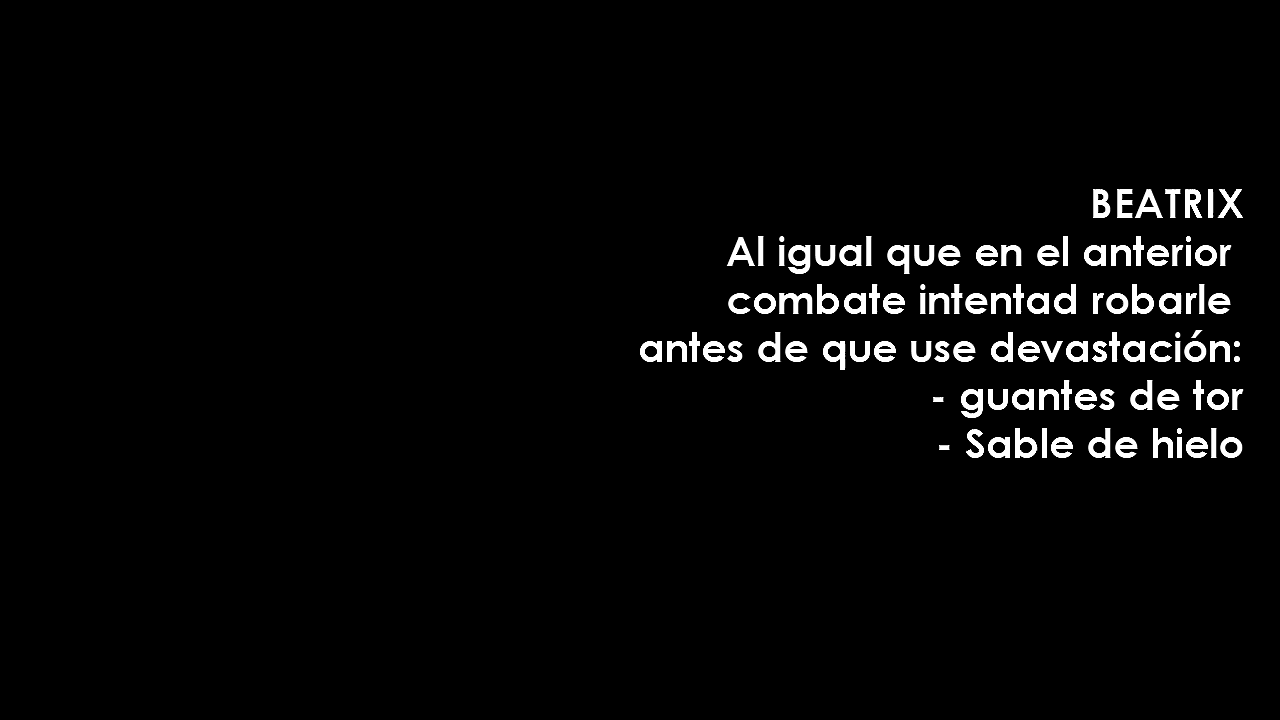 BEATRIX
Al igual que en el anterior
combate intentad robarle
antes de que use devastación:
- guantes de tor
- Sable de hielo